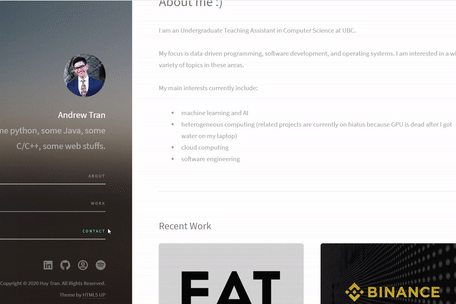 Andrew Tran
me python, some Java, some
C/C++, some web stuffs.
ABOUT
WORK
CONTACT
Copyright © 2020 Huy Tran. All Rights Reserved.
Theme by HTML5 UP
About me :)
I am an Undergraduate Teaching Assistant in Computer Science at UBC.
My focus is data-driven programming, software development, and operating systems. I am interested in a
variety of topics in these areas.
My main interests currently include:
machine learning and AI
heterogeneous computing (related projects are currently on hiatus because GPU is dead after I got
water on my laptop)
cloud computing
software engineering
Recent Work
EAT
BINANCE